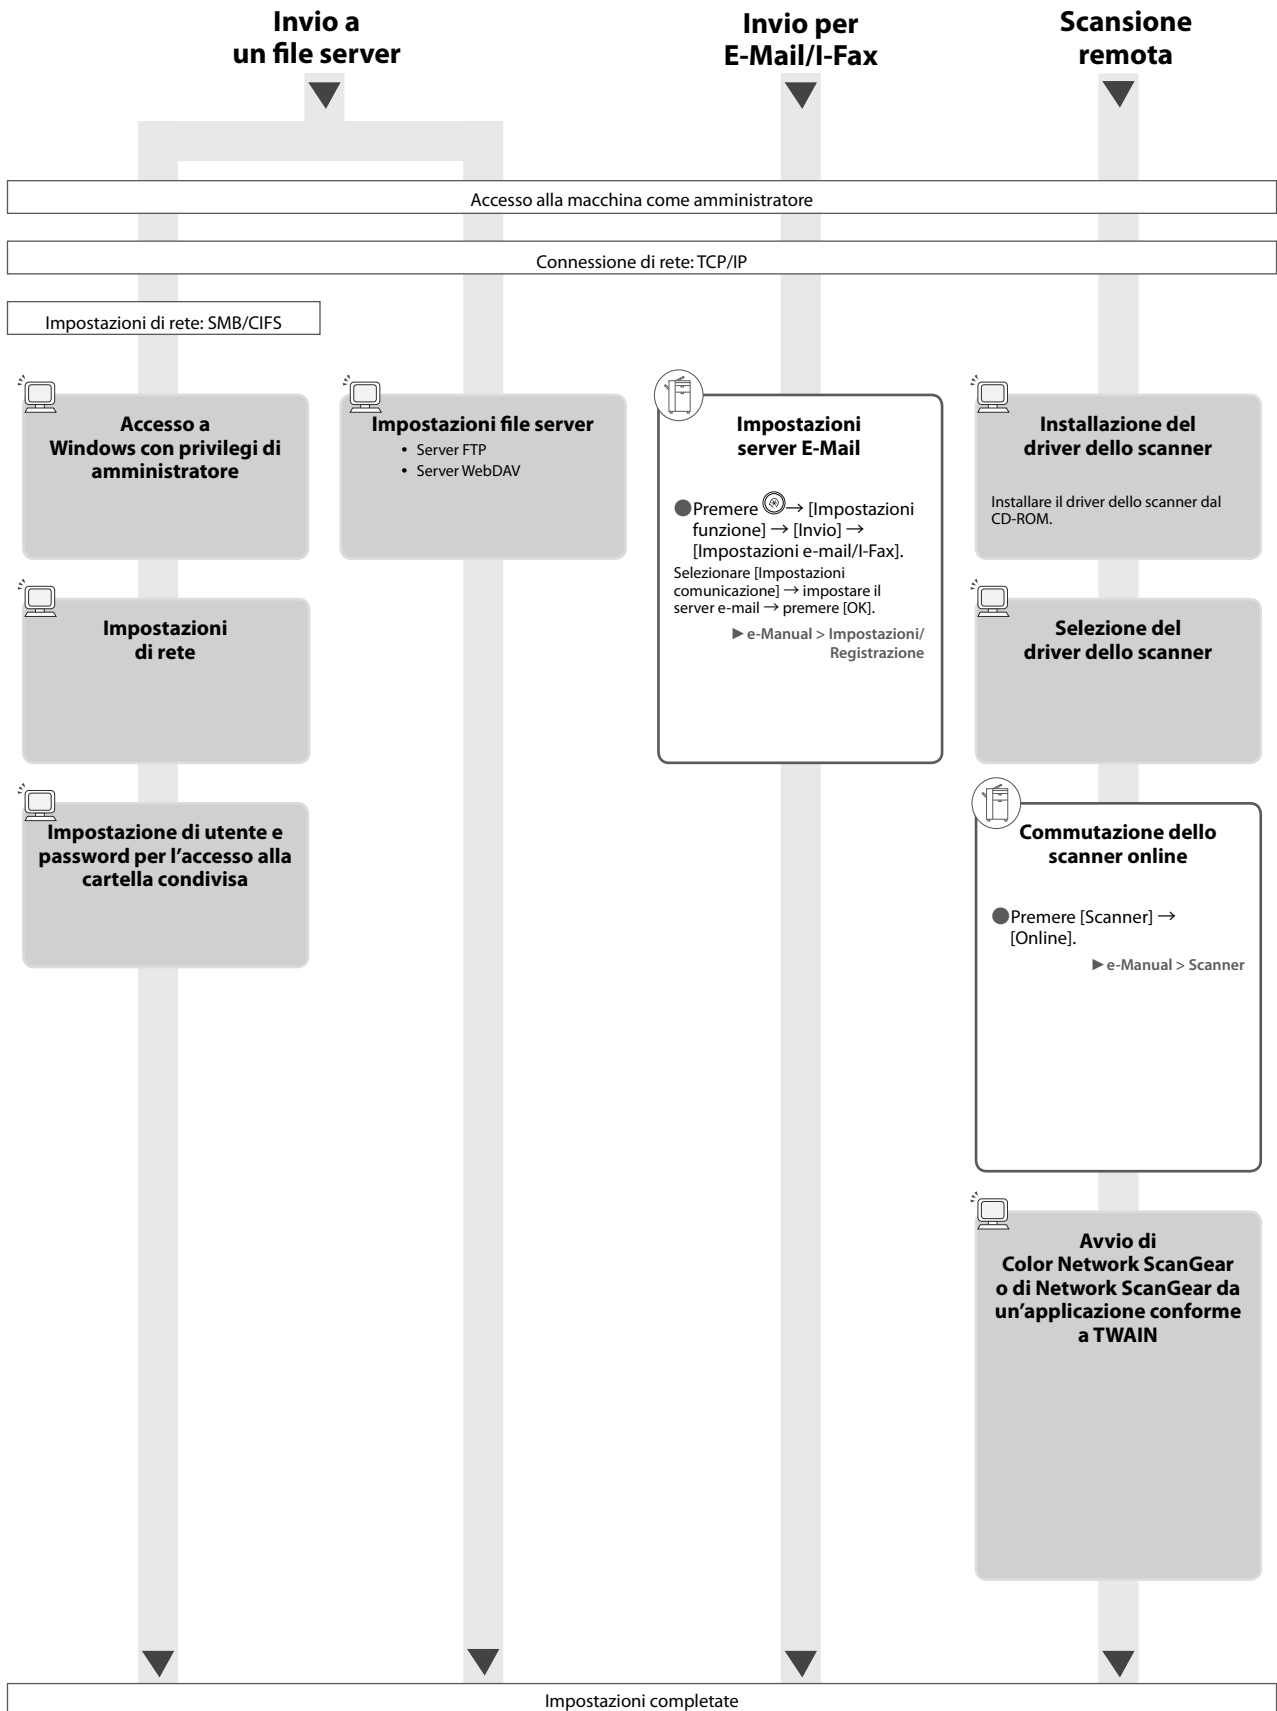 Invio a
un file server
Invio per
E-Mail/I-Fax
Scansione
remota
Accesso alla macchina come amministratore
Connessione di rete: TCP/IP
Impostazioni di rete: SMB/CIFS
Accesso a
Windows con privilegi di
amministratore
Impostazioni
di rete
Impostazione di utente e
password per l'accesso alla
cartella condivisa
Impostazioni file server
• Server FTP
• Server WebDAV
Impostazioni
server E-Mail
●Premere → [Impostazioni
funzione] → [Invio] →
[Impostazioni e-mail/I-Fax].
Selezionare [Impostazioni
comunicazione] → impostare il
server e-mail → premere [OK].
►e-Manual > Impostazioni/
Registrazione
Installazione del
driver dello scanner
Installare il driver dello scanner dal
CD-ROM.
Selezione del
driver dello scanner
Commutazione dello
scanner online
●Premere [Scanner] →
[Online].
►e-Manual > Scanner
Avvio di
Color Network ScanGear
o di Network ScanGear da
un'applicazione conforme
a TWAIN
Impostazioni completate